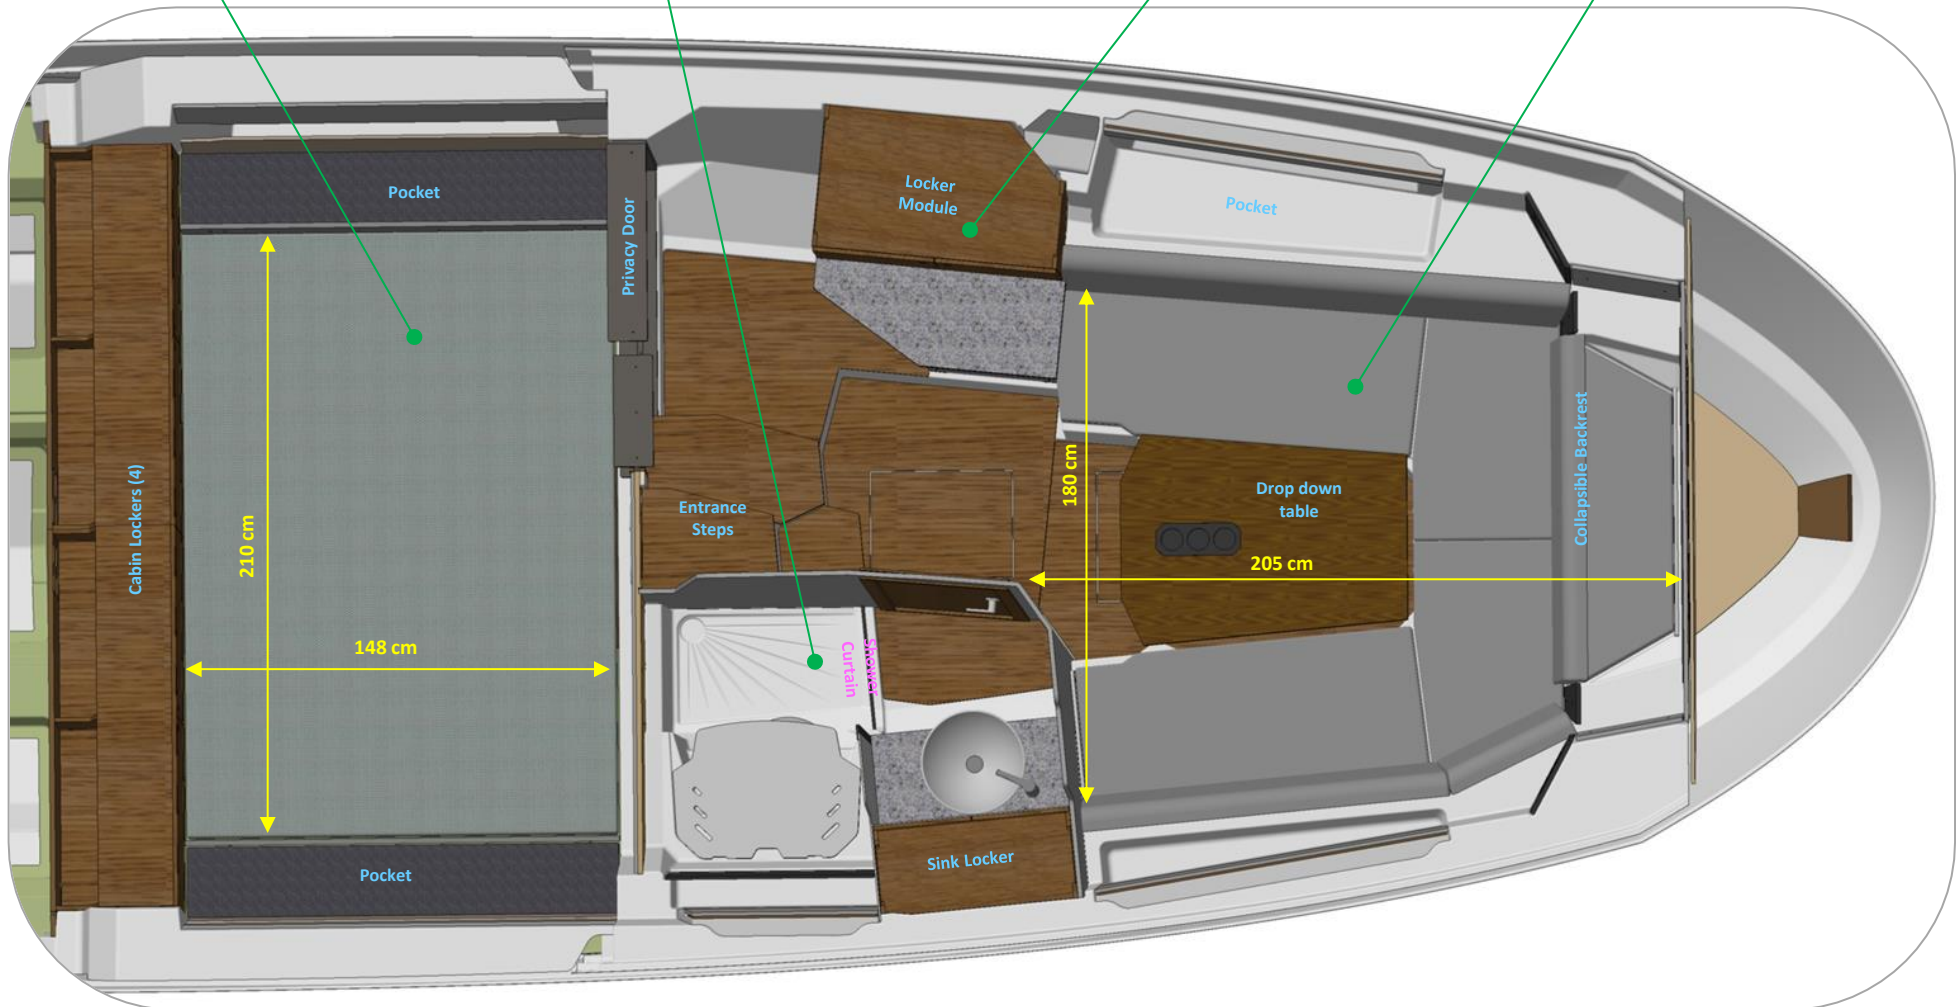 Pocket
Privacy Door
Locker
Module
Pocket
Cabin Lockers (4)
210 cm
148 cm
Entrance
Steps
180 cm
Drop down
table
205 cm
Collapsible Backrest
Shower
Curtain
Sink Locker
Pocket